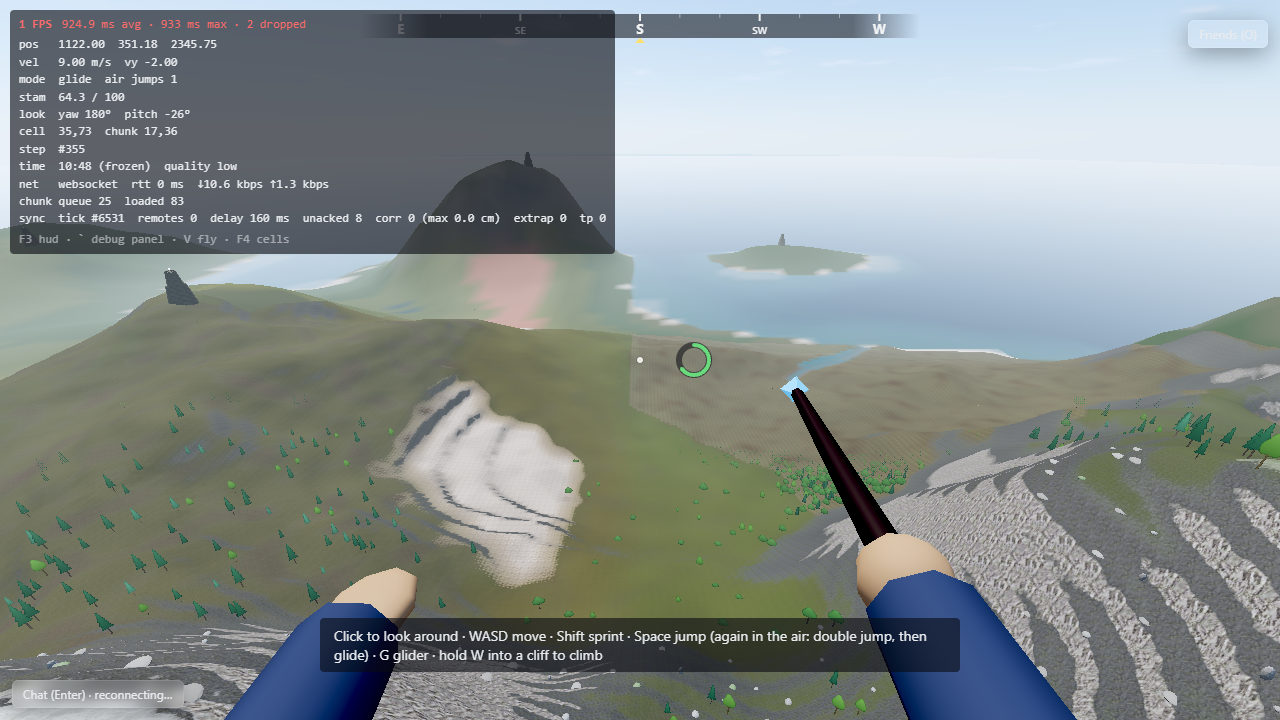 1 FPS 924.9 ms avg · 933 ms max · 2 dropped
pos 1122.00 351.18 2345.75
vel 9.00 m/s vy -2.00
mode glide air jumps 1
stam 64.3 / 100
look yaw 180° pitch -26°
cell 35,73 chunk 17,36
step #355
time 10:48 (frozen) quality low
net websocket rtt 0 ms ↓10.6 kbps ↑1.3 kbps
chunk queue 25 loaded 83
sync tick #6531 remotes 0 delay 160 ms unacked 8 corr 0 (max 0.0 cm) extrap 0 tp 0
F3 hud · ` debug panel · V fly · F4 cells
E SE S SW W
Friends (O)
Click to look around · WASD move · Shift sprint · Space jump (again in the air: double jump, then
glide) · G glider · hold W into a cliff to climb
Chat (Enter) · reconnecting...